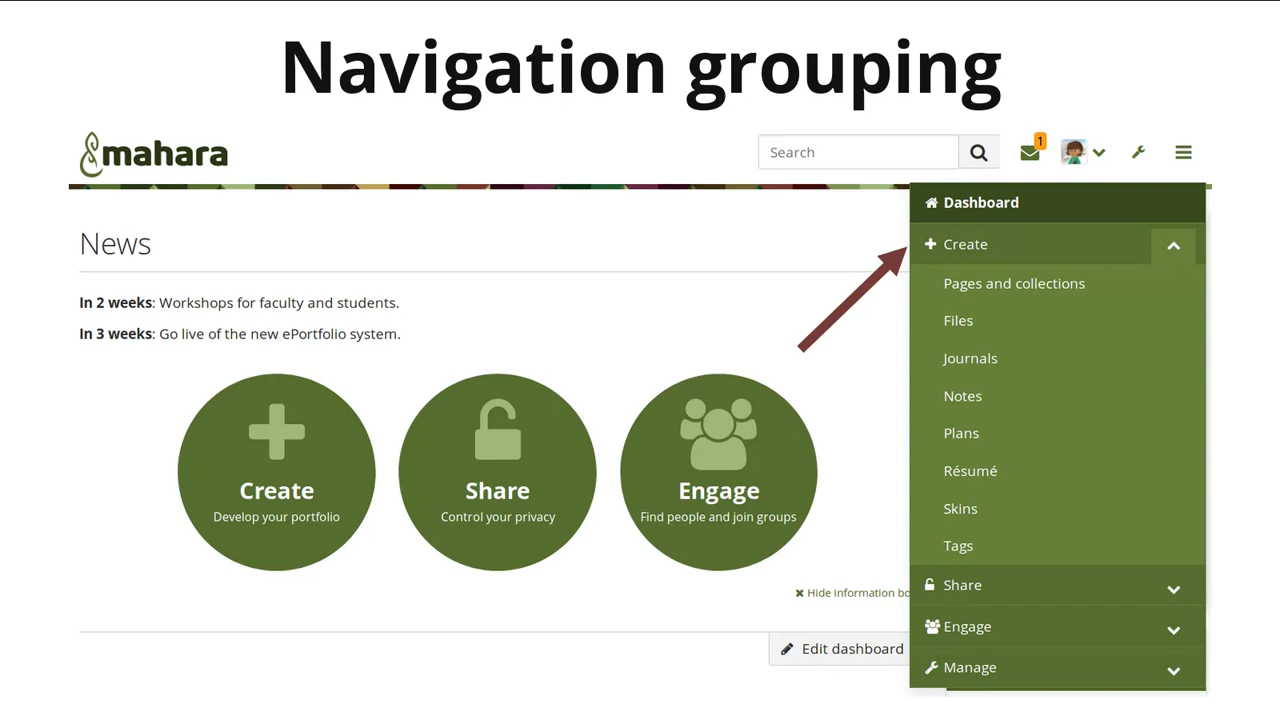 Navigation grouping
mahara
Search
1
Dashboard
Create
News
Pages and collections
In 2 weeks: Workshops for faculty and students.
Files
In 3 weeks: Go live of the new ePortfolio system.
Journals
Notes
Plans
Résumé
Skins
Tags
Create
Develop your portfolio
Share
Control your privacy
Engage
Find people and join groups
Hide information bo
Share
Engage
Edit dashboard
Manage